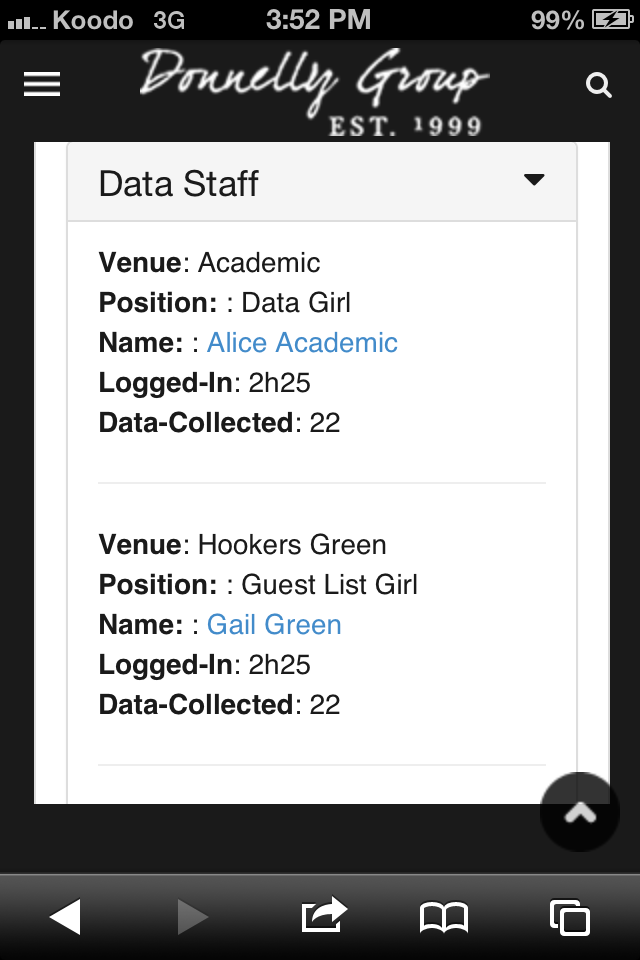 Koodo 3G 3:52 PM 99%
Donnelly Group
EST. 1999
Data Staff
Venue: Academic
Position: : Data Girl
Name: : Alice Academic
Logged-In: 2h25
Data-Collected: 22
Venue: Hookers Green
Position: : Guest List Girl
Name: : Gail Green
Logged-In: 2h25
Data-Collected: 22